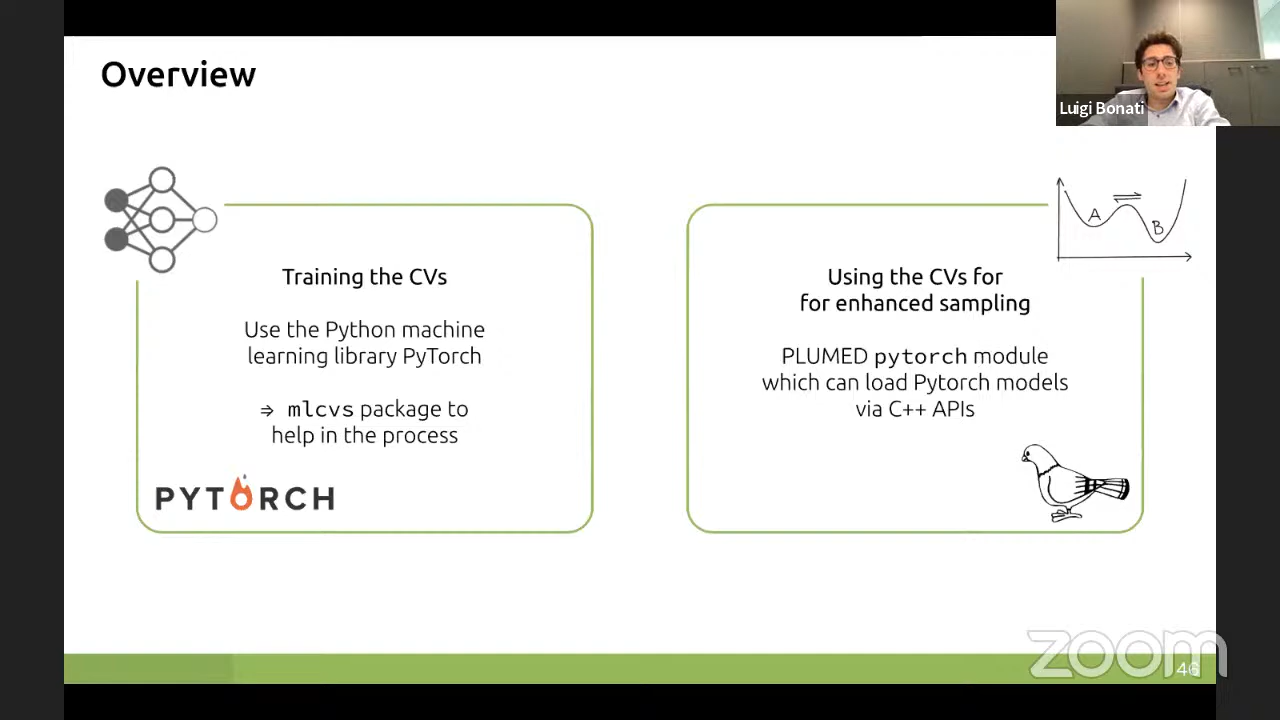 Overview
Luigi Bonati
A
B
Training the CVs
Use the Python machine
learning library PyTorch
⇒ mlcvs package to
help in the process
PYTORCH
Using the CVs for
for enhanced sampling
PLUMED pytorch module
which can load Pytorch models
via C++ APIs
zoom
46